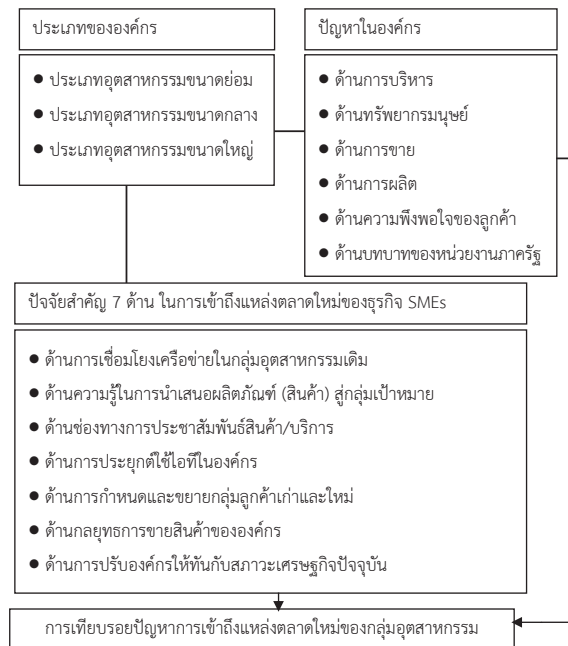 ประเภทขององค์กร
● ประเภทอุตสาหกรรมขนาดย่อม
● ประเภทอุตสาหกรรมขนาดกลาง
● ประเภทอุตสาหกรรมขนาดใหญ่
ปัญหาในองค์กร
● ด้านการบริหาร
● ด้านทรัพยากรมนุษย์
● ด้านการขาย
● ด้านการผลิต
● ด้านความพึงพอใจของลูกค้า
● ด้านบทบาทของหน่วยงานภาครัฐ
ปัจจัยสำคัญ 7 ด้าน ในการเข้าถึงแหล่งตลาดใหม่ของธุรกิจ SMEs
● ด้านการเชื่อมโยงเครือข่ายในกลุ่มอุตสาหกรรมเดิม
● ด้านความรู้ในการนำเสนอผลิตภัณฑ์ (สินค้า) สู่กลุ่มเป้าหมาย
● ด้านช่องทางการประชาสัมพันธ์สินค้า/บริการ
● ด้านการประยุกต์ใช้ไอทีในองค์กร
● ด้านการกำหนดและขยายกลุ่มลูกค้าเก่าและใหม่
● ด้านกลยุทธการขายสินค้าขององค์กร
● ด้านการปรับองค์กรให้ทันกับสภาวะเศรษฐกิจปัจจุบัน
การเทียบรอยปัญหาการเข้าถึงแหล่งตลาดใหม่ของกลุ่มอุตสาหกรรม